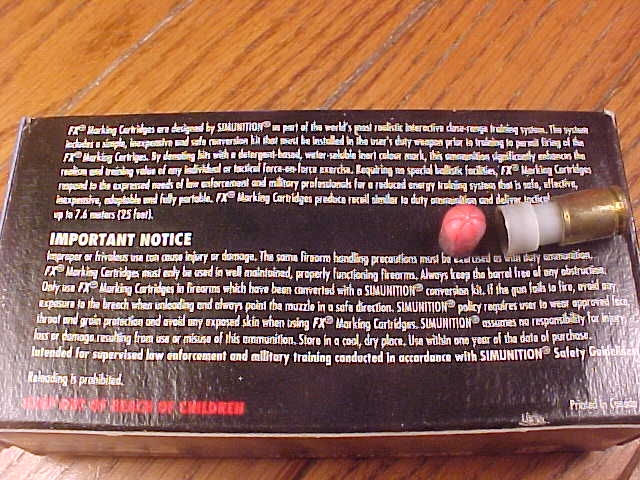 FX® Marking Cartridges are designed by SIMUNITION® as part of the world's most realistic interactive close-range training system. The system
includes a simple, inexpensive and safe conversion kit that must be installed in the user's duty weapon prior to training to permit firing of the
FX® Marking Cartriges. By denoting hits with a detergent-based, water-soluble inert colour mark, this ammunition significantly enhances the
realism and training value of any individual or tactical force-on-force exercise. Requiring no special ballistic facilities, FX® Marking Cartridges
respond to the expressed needs of law enforcement and military professionals for a reduced energy training system that is safe, effective,
inexpensive, adaptable and fully portable. FX® Marking Cartridges produce recoil similar to duty ammunition and deliver tactical
up to 7.6 meters (25 feet).
IMPORTANT NOTICE
Improper or frivolous use can cause injury or damage. The same firearm handling precautions must be exercised as with duty ammunition.
FX® Marking Cartridges must only be used in well maintained, properly functioning firearms. Always keep the barrel free of any obstruction.
Only use FX® Marking Cartridges in firearms which have been converted with a SIMUNITION® conversion kit. If the gun fails to fire, avoid any
exposure to the breech when unloading and always point the muzzle in a safe direction. SIMUNITION® policy requires user to wear approved face,
throat and groin protection and avoid any exposed skin when using FX® Marking Cartridges. SIMUNITION® assumes no responsibility for injury,
loss or damage resulting from use or misuse of this ammunition. Store in a cool, dry place. Use within one year of the date of purchase.
Intended for supervised law enforcement and military training conducted in accordance with SIMUNITION® Safety Guidelines
Reloading is prohibited.
KEEP OUT OF REACH OF CHILDREN
Printed in Canada